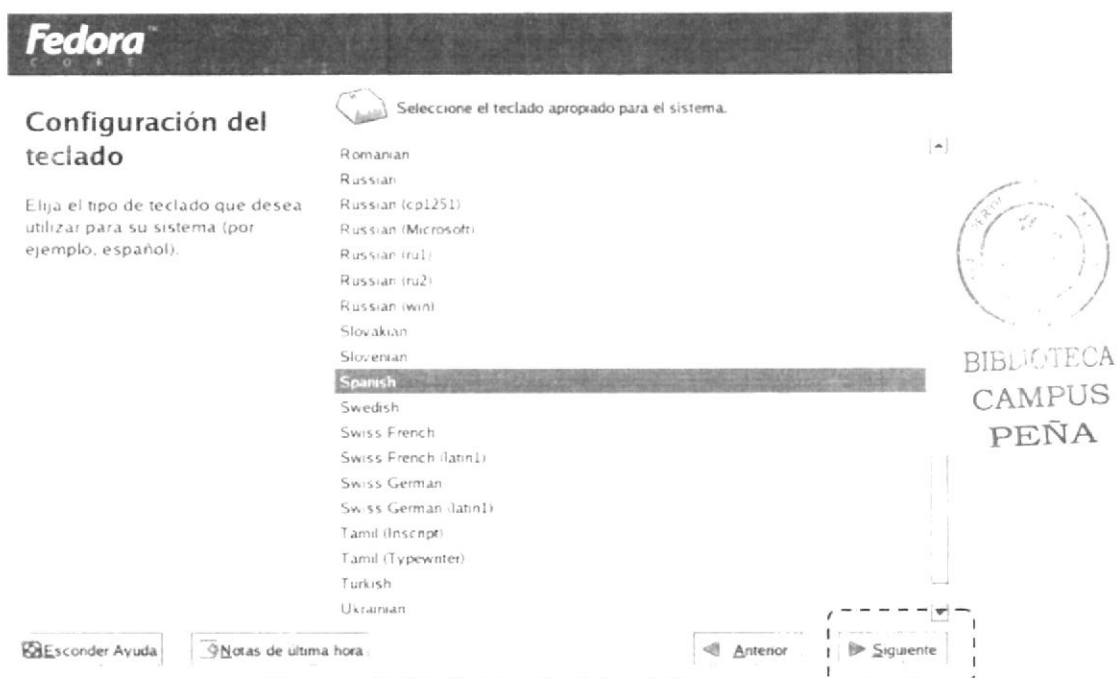 Fedora™
CORE
Configuración del
teclado
Elija el tipo de teclado que desea
utilizar para su sistema (por
ejemplo, español).
Seleccione el teclado apropiado para el sistema.
Romanian
Russian
Russian (cp1251)
Russian (Microsoft)
Russian (ru1)
Russian (ru2)
Russian (win)
Slovakian
Slovenian
Spanish
Swedish
Swiss French
Swiss French (latin1)
Swiss German
Swiss German (latin1)
Tamil (Inscript)
Tamil (Typewriter)
Turkish
Ukrainian
Esconder Ayuda
Notas de última hora
Anterior
Siguiente
BIBLIOTECA
CAMPUS
PEÑA